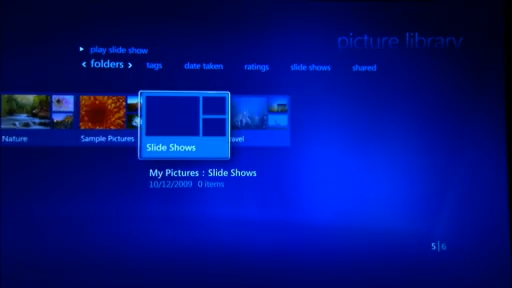 picture library
play slide show
folders
tags
date taken
ratings
slide shows
shared
Nature
Sample Pictures
Slide Shows
ravel
My Pictures : Slide Shows
10/12/2009 0 items
5|6